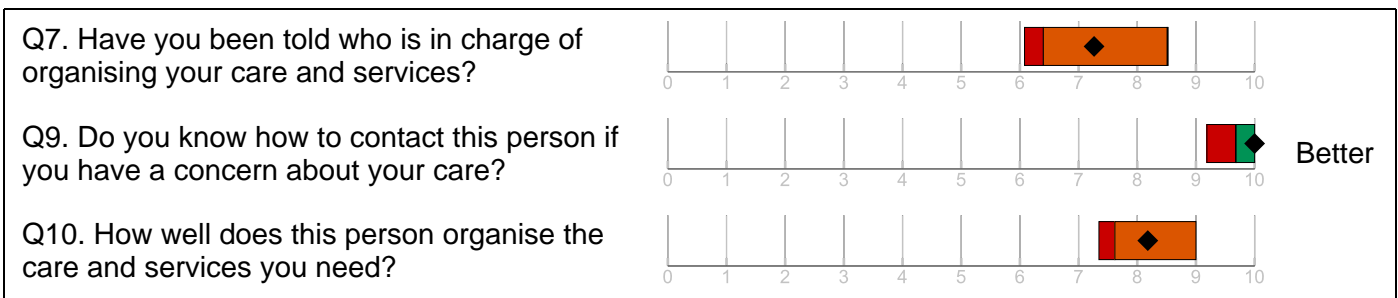 Q7. Have you been told who is in charge of
organising your care and services?
0 1 2 3 4 5 6 7 8 9 10
Q9. Do you know how to contact this person if
you have a concern about your care?
Better
0 1 2 3 4 5 6 7 8 9 10
Q10. How well does this person organise the
care and services you need?
0 1 2 3 4 5 6 7 8 9 10